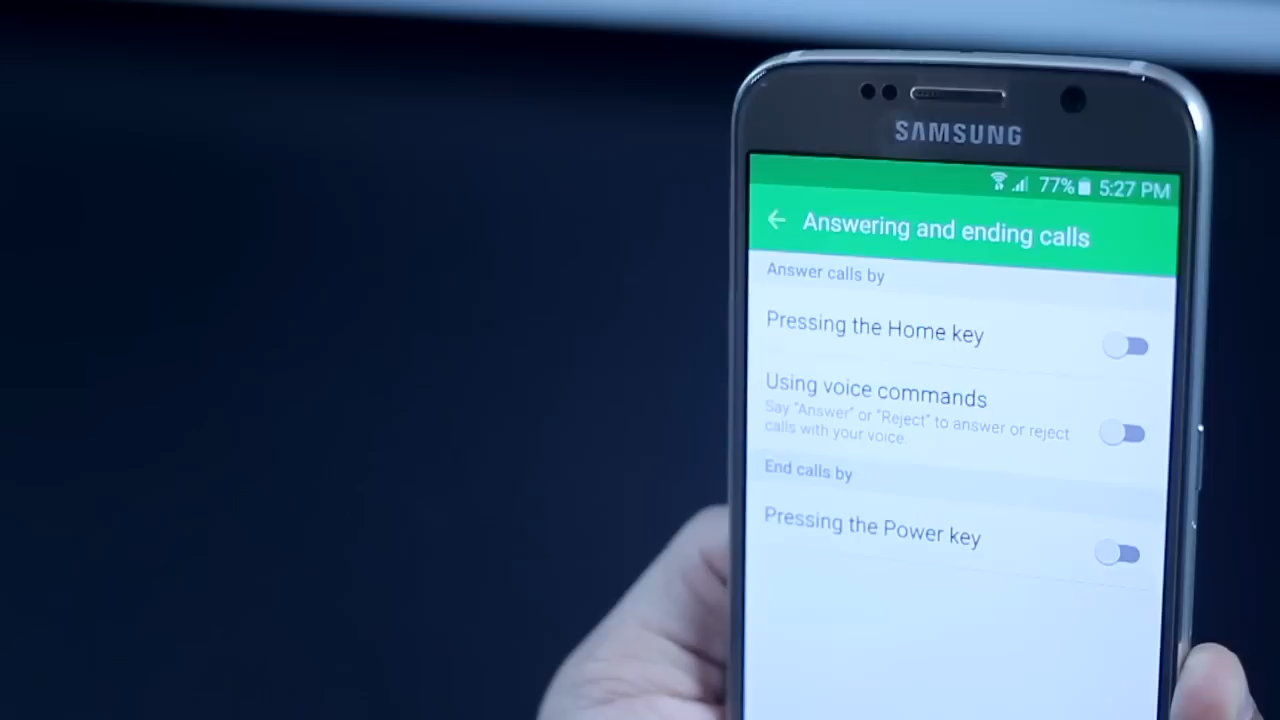 SAMSUNG
77% 5:27 PM
Answering and ending calls
Answer calls by
Pressing the Home key
Using voice commands
Say "Answer" or "Reject" to answer or reject
calls with your voice.
End calls by
Pressing the Power key